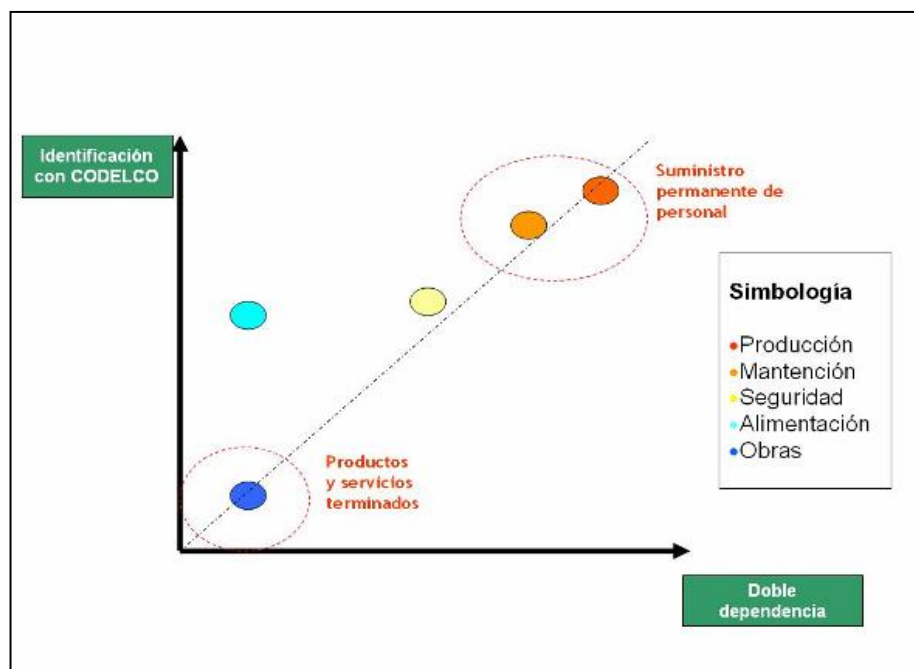 Identificación
con CODELCO
Suministro
permanente de
personal
Simbología
Producción
Mantención
Seguridad
Alimentación
Obras
Productos
y servicios
terminados
Doble
dependencia